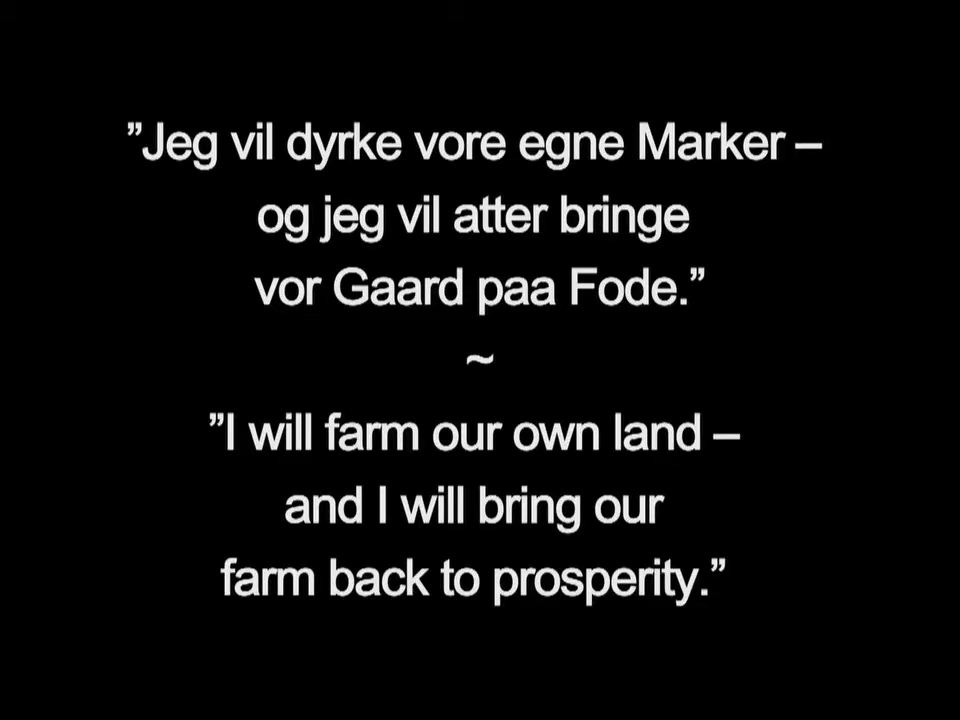 ”Jeg vil dyrke vore egne Marker –
og jeg vil atter bringe
vor Gaard paa Fode.”
~
”I will farm our own land –
and I will bring our
farm back to prosperity.”